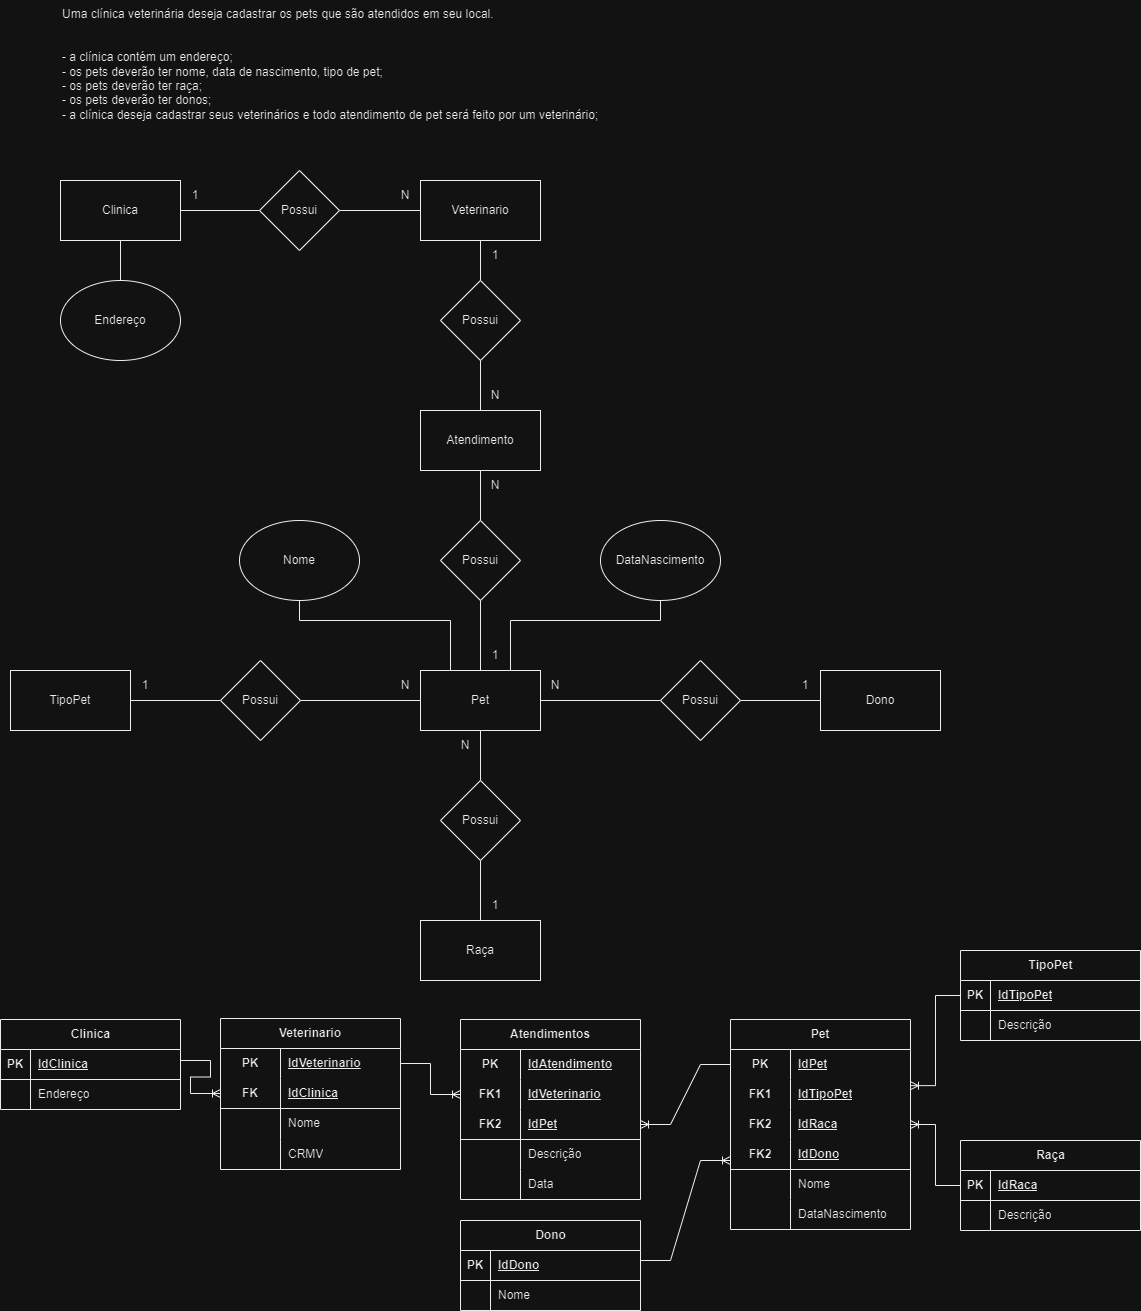 Uma clínica veterinária deseja cadastrar os pets que são atendidos em seu local.
- a clínica contém um endereço;
- os pets deverão ter nome, data de nascimento, tipo de pet;
- os pets deverão ter raça;
- os pets deverão ter donos;
- a clínica deseja cadastrar seus veterinários e todo atendimento de pet será feito por um veterinário;
Clinica
1
Possui
N
Veterinario
Endereço
1
Possui
N
Atendimento
N
Nome
Possui
DataNascimento
1
TipoPet
1
Possui
N
Pet
N
Possui
1
Dono
N
Possui
1
Raça
Clinica
PK IdClinica
Endereço
Veterinario
PK IdVeterinario
FK IdClinica
Nome
CRMV
Atendimentos
PK IdAtendimento
FK1 IdVeterinario
FK2 IdPet
Descrição
Data
Dono
PK IdDono
Nome
Pet
PK IdPet
FK1 IdTipoPet
FK2 IdRaca
FK2 IdDono
Nome
DataNascimento
TipoPet
PK IdTipoPet
Descrição
Raça
PK IdRaca
Descrição